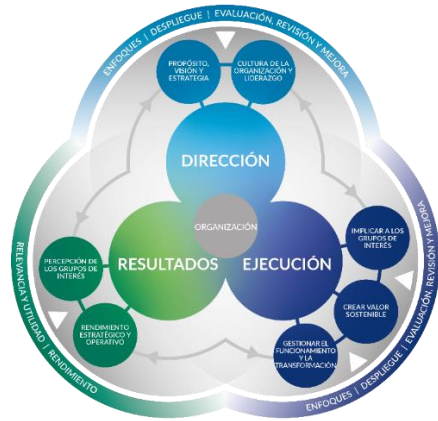 ENFOQUES | DESPLIEGUE | EVALUACIÓN, REVISIÓN Y MEJORA
PROPÓSITO,
VISIÓN Y
ESTRATEGIA
CULTURA DE LA
ORGANIZACIÓN Y
LIDERAZGO
DIRECCIÓN
ORGANIZACIÓN
RESULTADOS
EJECUCIÓN
PERCEPCIÓN DE
LOS GRUPOS DE
INTERÉS
RENDIMIENTO
ESTRATÉGICO Y
OPERATIVO
IMPLICAR A LOS
GRUPOS DE
INTERÉS
CREAR VALOR
SOSTENIBLE
GESTIONAR EL
FUNCIONAMIENTO
Y LA
TRANSFORMACIÓN
RELEVANCIA Y UTILIDAD | RENDIMIENTO
ENFOQUES | DESPLIEGUE | EVALUACIÓN, REVISIÓN Y MEJORA